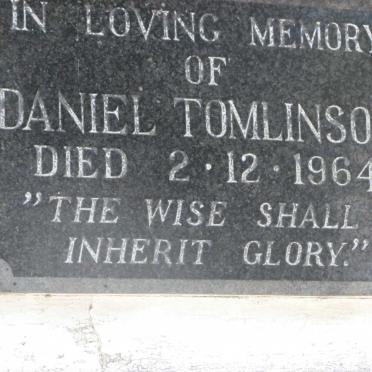 IN LOVING MEMORY
OF
DANIEL TOMLINSO
DIED 2·12·1964
"THE WISE SHALL
INHERIT GLORY."